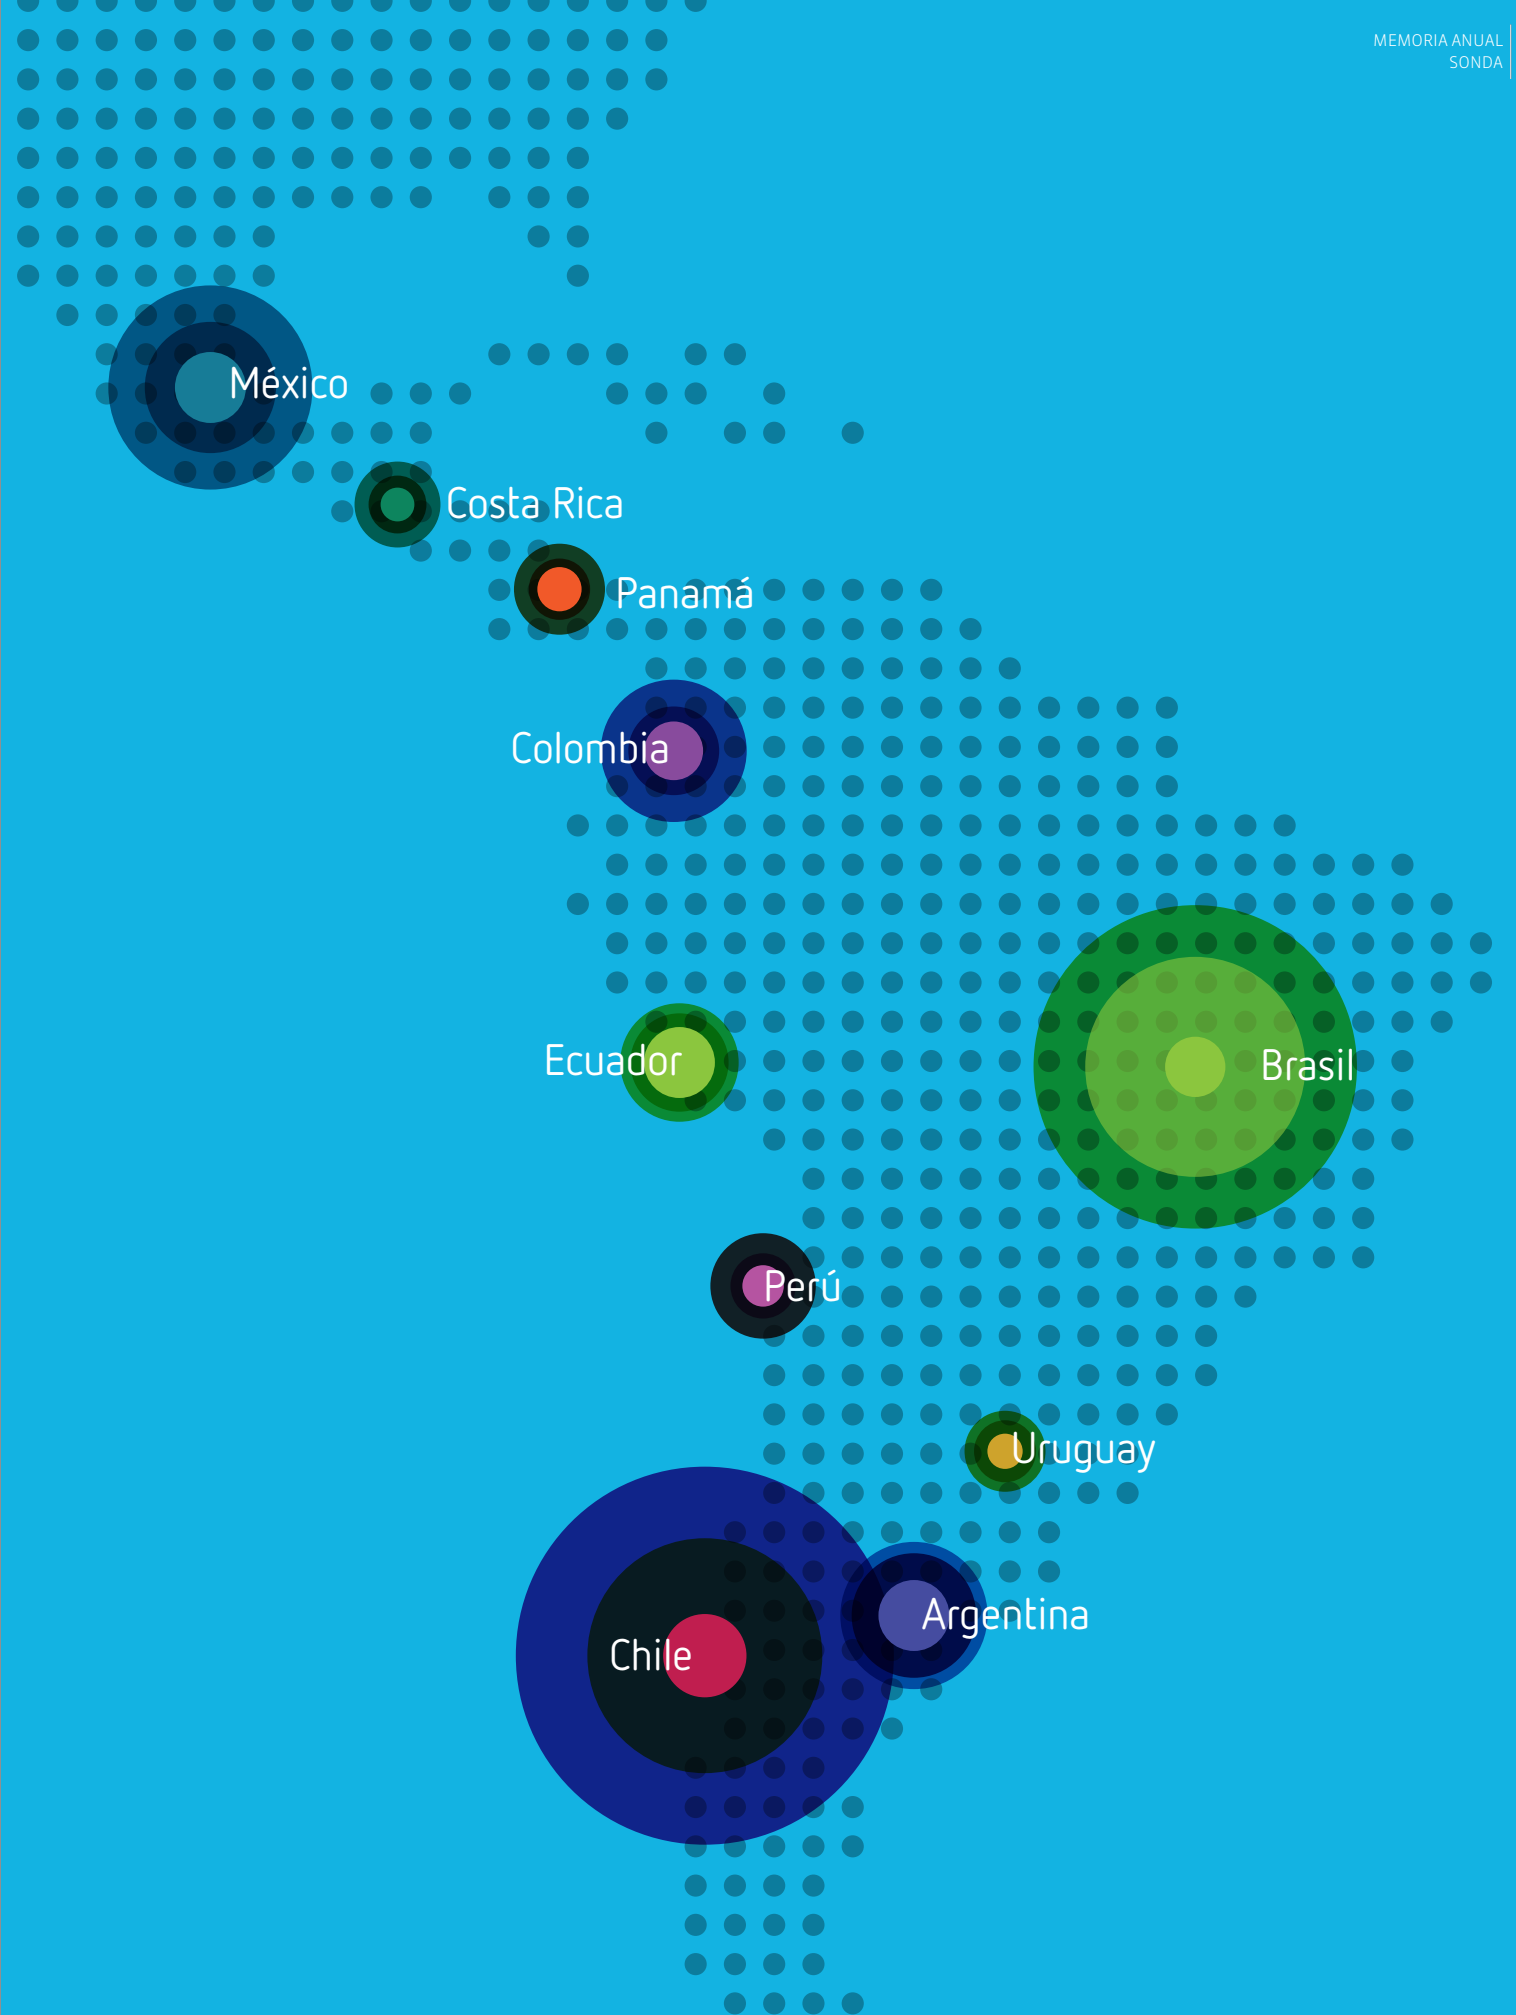 MEMORIA ANUAL
SONDA
México
Costa Rica
Panamá
Colombia
Ecuador
Brasil
Perú
Uruguay
Argentina
Chile